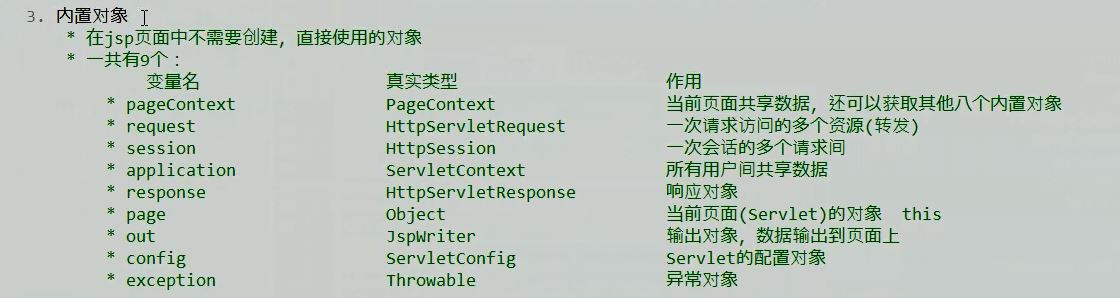 3. 内置对象
* 在jsp页面中不需要创建，直接使用的对象
* 一共有9个：
变量名 真实类型 作用
* pageContext PageContext 当前页面共享数据，还可以获取其他八个内置对象
* request HttpServletRequest 一次请求访问的多个资源(转发)
* session HttpSession 一次会话的多个请求间
* application ServletContext 所有用户间共享数据
* response HttpServletResponse 响应对象
* page Object 当前页面(Servlet)的对象 this
* out JspWriter 输出对象，数据输出到页面上
* config ServletConfig Servlet的配置对象
* exception Throwable 异常对象